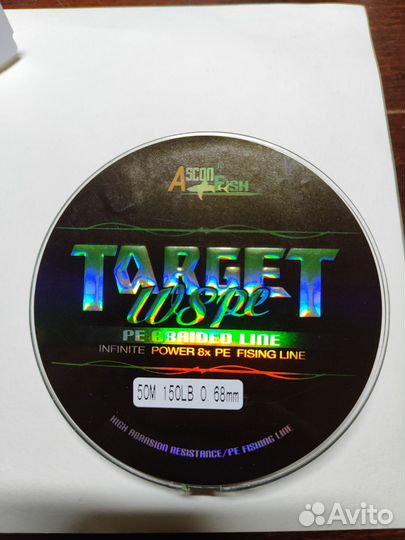 ASCON FISH
TARGET
WSPE
PE BRAIDED LINE
INFINITE POWER 8X PE FISING LINE
50M 150LB 0.68mm
HIGH ABRASION RESISTANCE/PE FISHING LINE
Avito